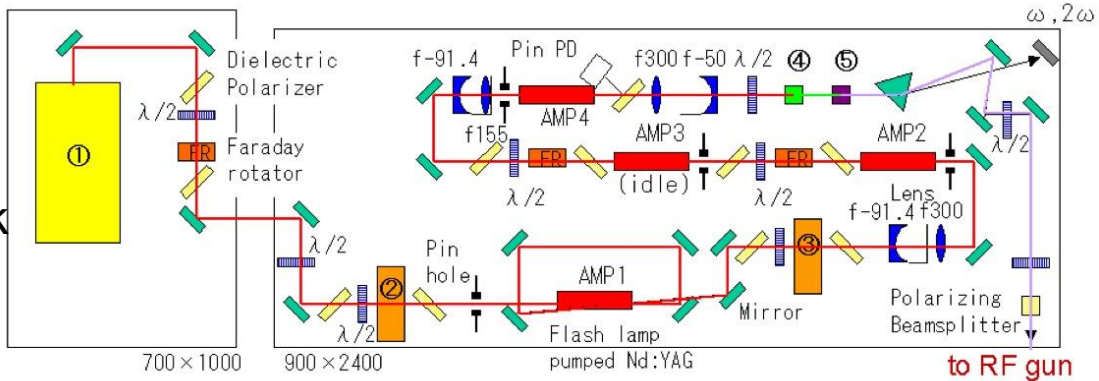 ω,2ω
Dielectric
Polarizer
λ/2
①
FR
Faraday
rotator
k
700×1000
Pin PD
f-91.4
f300 f-50 λ/2 ④ ⑤
f155
AMP4
AMP3
AMP2
λ/2
FR
(idle)
FR
λ/2
λ/2
Lens
f-91.4 f300
λ/2
②
λ/2
Pin
hole
AMP1
③
Mirror
Flash lamp
pumped Nd:YAG
900×2400
Polarizing
Beamsplitter
to RF gun